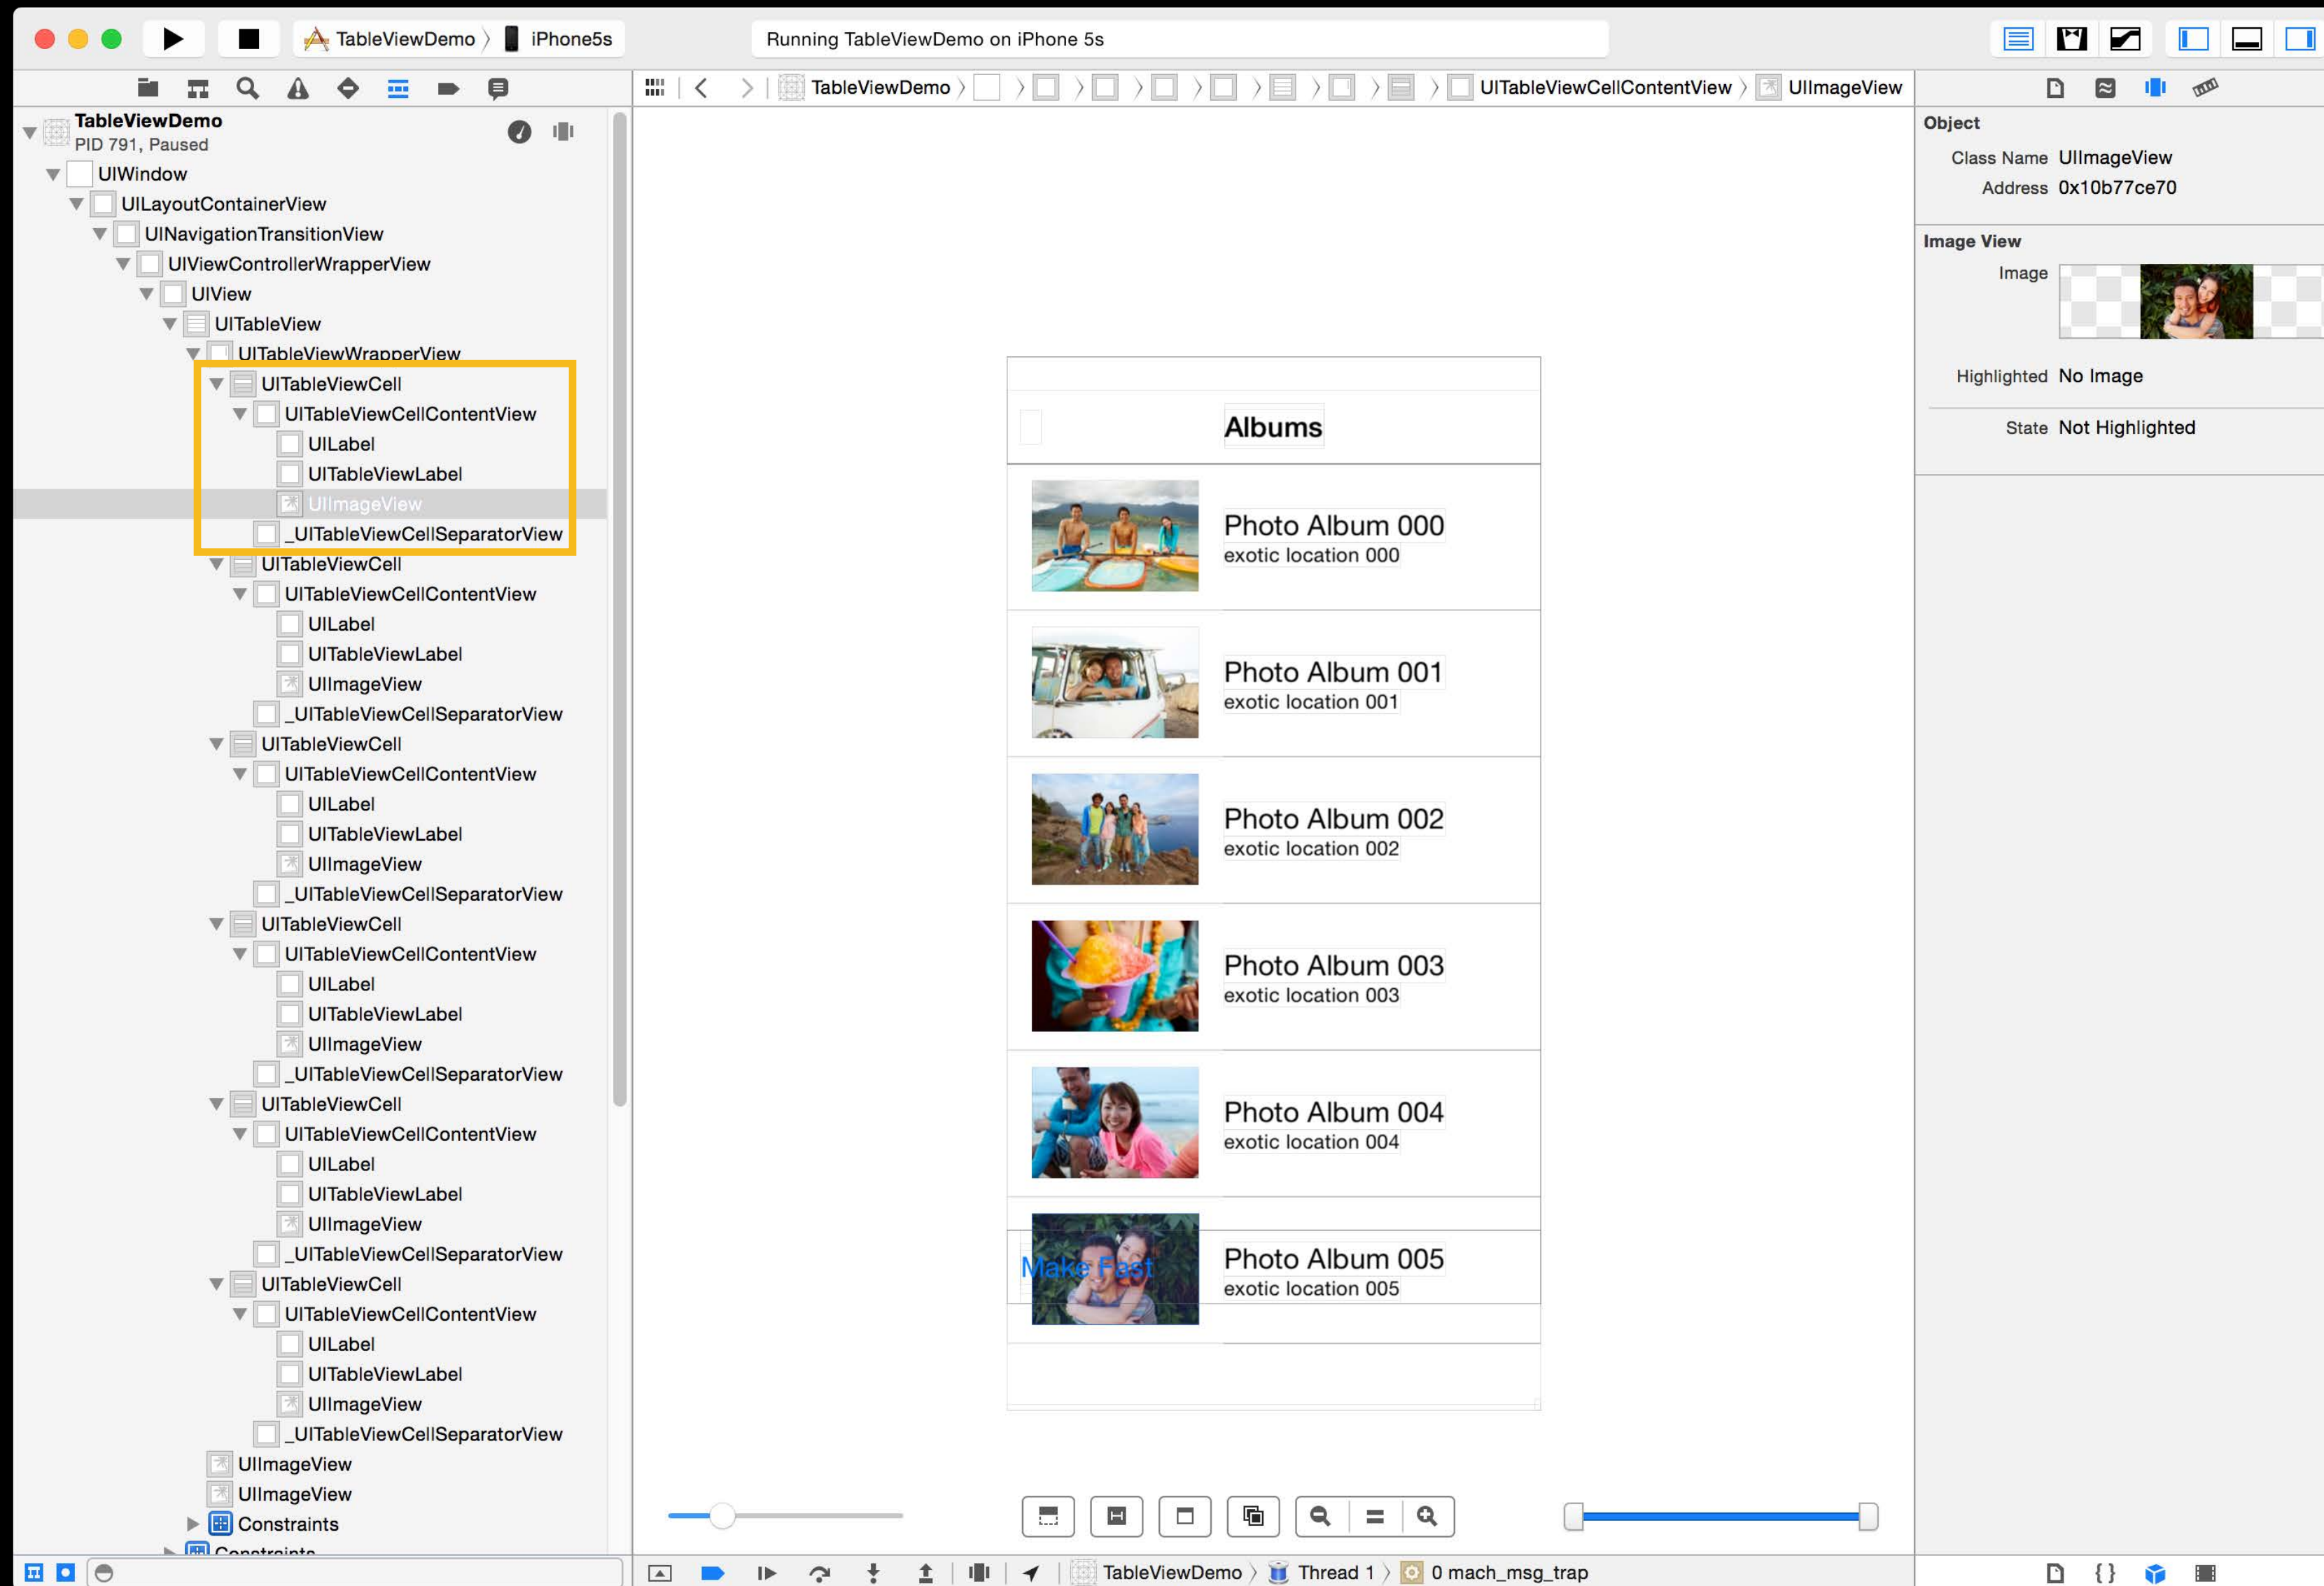 TableViewDemo 〉 iPhone5s
Running TableViewDemo on iPhone 5s
TableViewDemo 〉 〉 〉 〉 〉 〉 〉 〉 〉 UITableViewCellContentView 〉 UIImageView
TableViewDemo
PID 791, Paused
UIWindow
UILayoutContainerView
UINavigationTransitionView
UIViewControllerWrapperView
UIView
UITableView
UITableViewWrapperView
UITableViewCell
UITableViewCellContentView
UILabel
UITableViewLabel
UIImageView
_UITableViewCellSeparatorView
UITableViewCell
UITableViewCellContentView
UILabel
UITableViewLabel
UIImageView
_UITableViewCellSeparatorView
UITableViewCell
UITableViewCellContentView
UILabel
UITableViewLabel
UIImageView
_UITableViewCellSeparatorView
UITableViewCell
UITableViewCellContentView
UILabel
UITableViewLabel
UIImageView
_UITableViewCellSeparatorView
UITableViewCell
UITableViewCellContentView
UILabel
UITableViewLabel
UIImageView
_UITableViewCellSeparatorView
UITableViewCell
UITableViewCellContentView
UILabel
UITableViewLabel
UIImageView
_UITableViewCellSeparatorView
UIImageView
UIImageView
Constraints
Constraints
Albums
Photo Album 000
exotic location 000
Photo Album 001
exotic location 001
Photo Album 002
exotic location 002
Photo Album 003
exotic location 003
Photo Album 004
exotic location 004
Make Fast
Photo Album 005
exotic location 005
TableViewDemo 〉 Thread 1 〉 0 mach_msg_trap
Object
Class Name UIImageView
Address 0x10b77ce70
Image View
Image
Highlighted No Image
State Not Highlighted